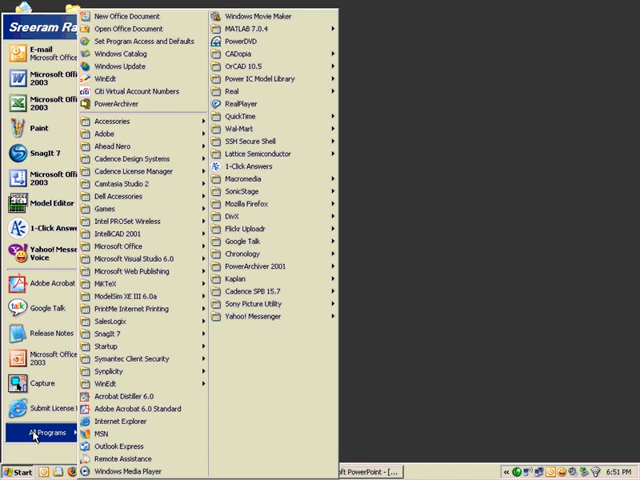 Sreeram Ra
E-mail
Microsoft Off
Microsoft Offi
2003
Microsoft Offi
2003
Paint
SnagIt 7
Microsoft Offi
2003
Model Editor
1-Click Answe
Yahoo! Messe
Voice
Adobe Acrobat
Google Talk
Release Notes
Microsoft Office
2003
Capture
Submit License
All Programs
New Office Document
Open Office Document
Set Program Access and Defaults
Windows Catalog
Windows Update
WinEdt
Citi Virtual Account Numbers
PowerArchiver
Accessories
Adobe
Ahead Nero
Cadence Design Systems
Cadence License Manager
Camtasia Studio 2
Dell Accessories
Games
Intel PROSet Wireless
IntelliCAD 2001
Microsoft Office
Microsoft Visual Studio 6.0
Microsoft Web Publishing
MiKTeX
ModelSim XE III 6.0a
PrintMe Internet Printing
SalesLogix
SnagIt 7
Startup
Symantec Client Security
Synplicity
WinEdt
Acrobat Distiller 6.0
Adobe Acrobat 6.0 Standard
Internet Explorer
MSN
Outlook Express
Remote Assistance
Windows Media Player
Windows Movie Maker
MATLAB 7.0.4
PowerDVD
CADopia
OrCAD 10.5
Power IC Model Library
Real
RealPlayer
QuickTime
Wal-Mart
SSH Secure Shell
Lattice Semiconductor
1-Click Answers
Macromedia
SonicStage
Mozilla Firefox
DivX
Flickr Uploadr
Google Talk
Chronology
PowerArchiver 2001
Kaplan
Cadence SPB 15.7
Sony Picture Utility
Yahoo! Messenger
Start
ft PowerPoint - [...
6:51 PM